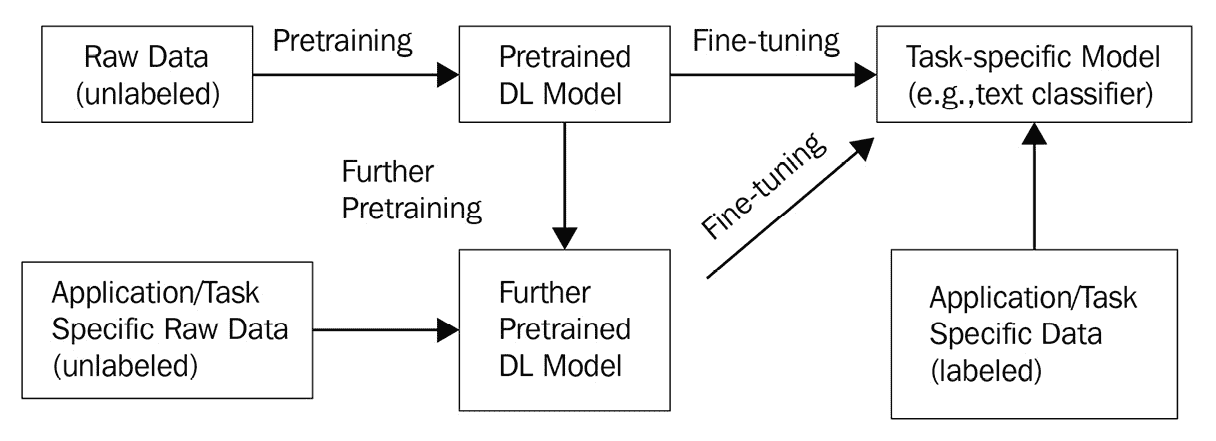 Raw Data
(unlabeled)
Pretraining
Pretrained
DL Model
Fine-tuning
Task-specific Model
(e.g.,text classifier)
Further
Pretraining
Fine-tuning
Application/Task
Specific Raw Data
(unlabeled)
Further
Pretrained
DL Model
Application/Task
Specific Data
(labeled)